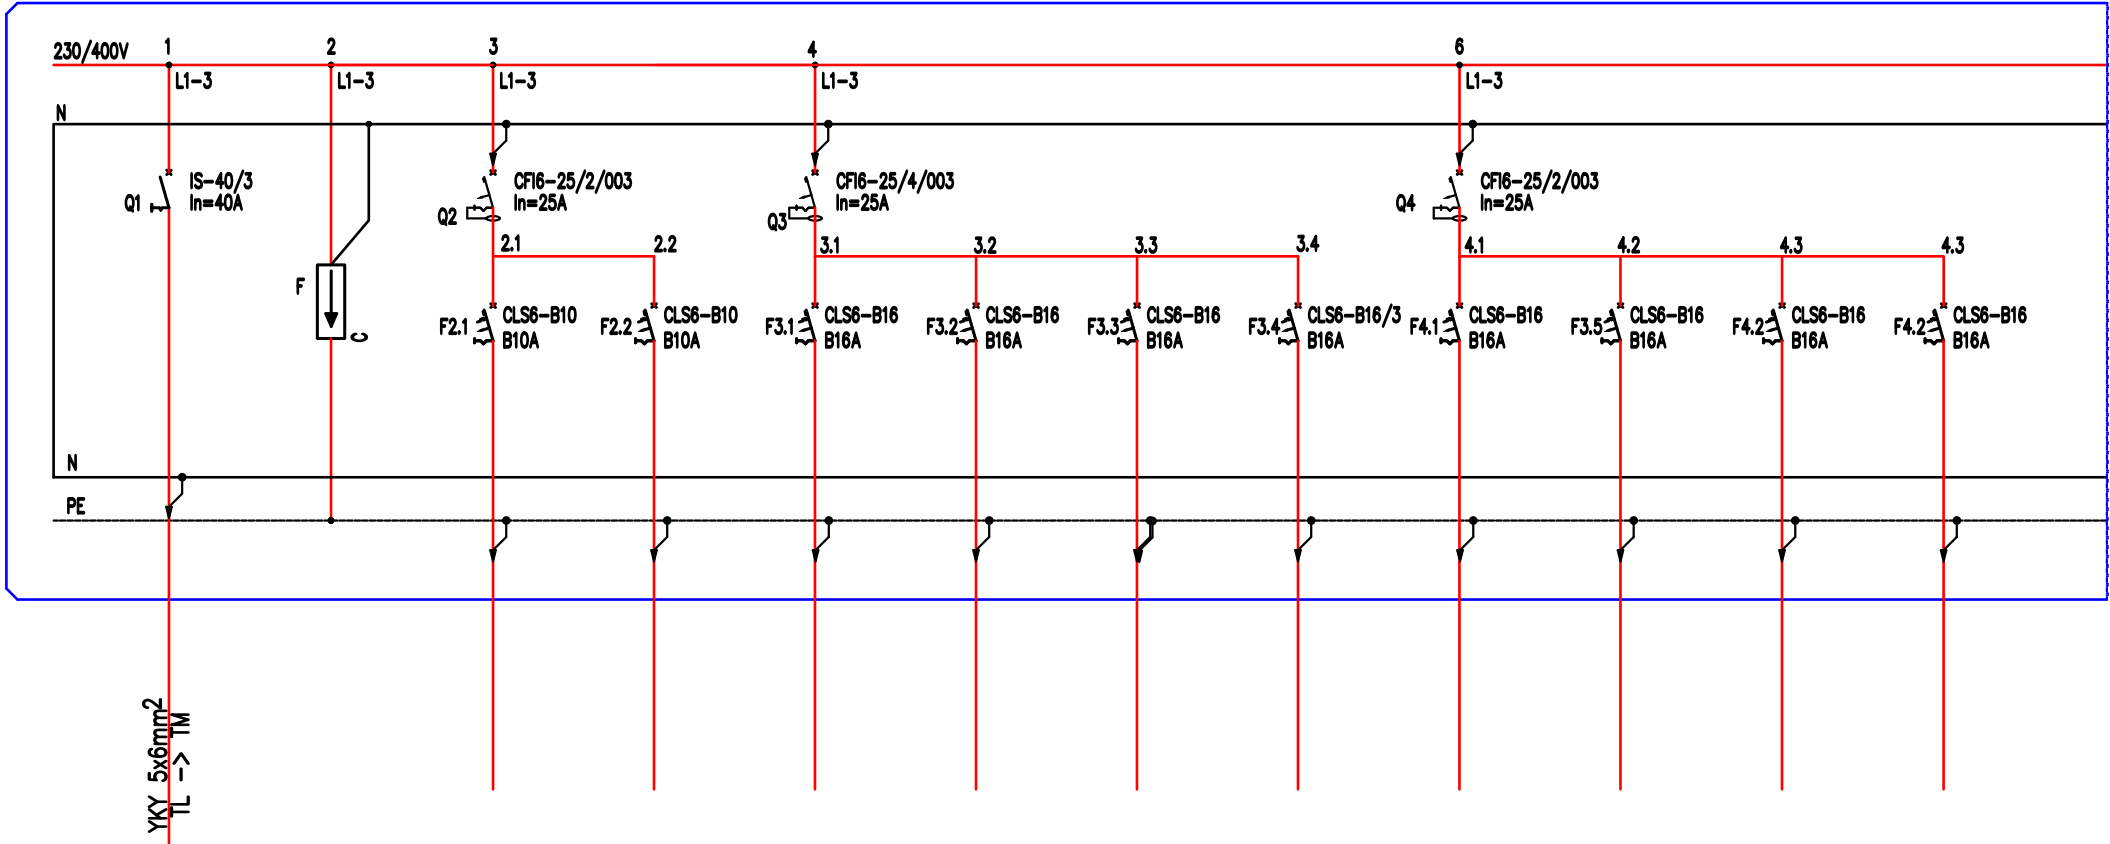 230/400V
1
2
3
4
6
L1-3
L1-3
L1-3
L1-3
L1-3
N
Q1
IS-40/3
In=40A
Q2
CFI6-25/2/003
In=25A
Q3
CFI6-25/4/003
In=25A
Q4
CFI6-25/2/003
In=25A
2.1
2.2
3.1
3.2
3.3
3.4
4.1
4.2
4.3
4.3
F
C
F2.1
CLS6-B10
B10A
F2.2
CLS6-B10
B10A
F3.1
CLS6-B16
B16A
F3.2
CLS6-B16
B16A
F3.3
CLS6-B16
B16A
F3.4
CLS6-B16/3
B16A
F4.1
CLS6-B16
B16A
F3.5
CLS6-B16
B16A
F4.2
CLS6-B16
B16A
F4.2
CLS6-B16
B16A
N
PE
YKY 5x6mm²
TL -> TM